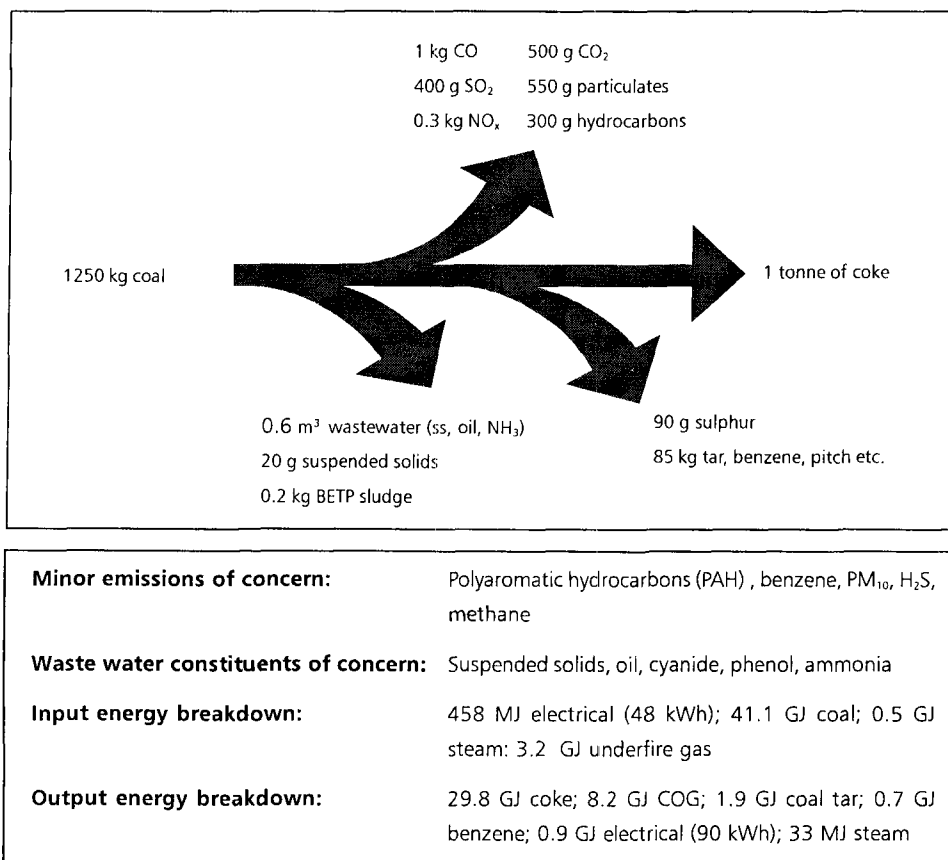 1 kg CO 500 g CO₂
400 g SO₂ 550 g particulates
0.3 kg NOₓ 300 g hydrocarbons
1250 kg coal
1 tonne of coke
0.6 m³ wastewater (ss, oil, NH₃)
20 g suspended solids
0.2 kg BETP sludge
90 g sulphur
85 kg tar, benzene, pitch etc.
Minor emissions of concern: Polyaromatic hydrocarbons (PAH) , benzene, PM₁₀, H₂S,
methane
Waste water constituents of concern: Suspended solids, oil, cyanide, phenol, ammonia
Input energy breakdown: 458 MJ electrical (48 kWh); 41.1 GJ coal; 0.5 GJ
steam: 3.2 GJ underfire gas
Output energy breakdown: 29.8 GJ coke; 8.2 GJ COG; 1.9 GJ coal tar; 0.7 GJ
benzene; 0.9 GJ electrical (90 kWh); 33 MJ steam